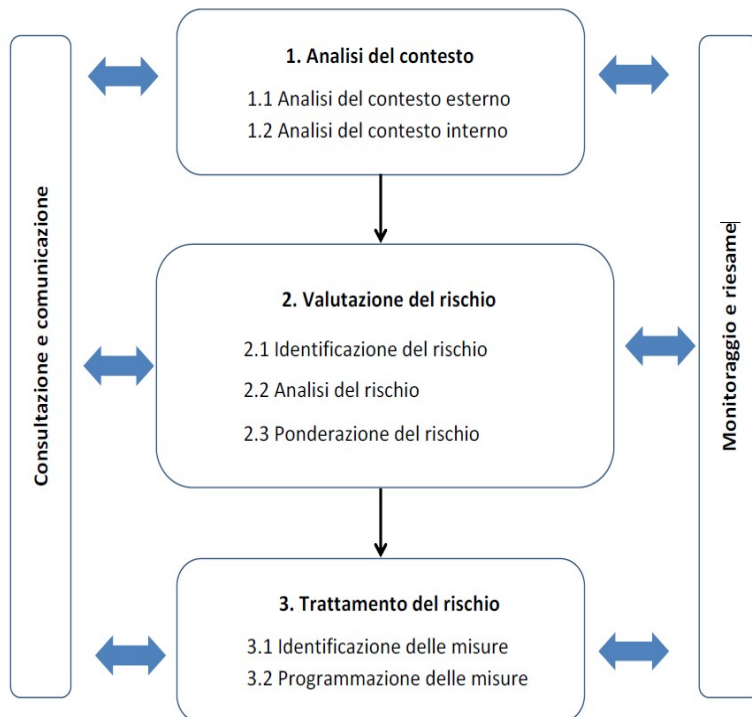 Consultazione e comunicazione
1. Analisi del contesto
1.1 Analisi del contesto esterno
1.2 Analisi del contesto interno
2. Valutazione del rischio
2.1 Identificazione del rischio
2.2 Analisi del rischio
2.3 Ponderazione del rischio
3. Trattamento del rischio
3.1 Identificazione delle misure
3.2 Programmazione delle misure
Monitoraggio e riesame